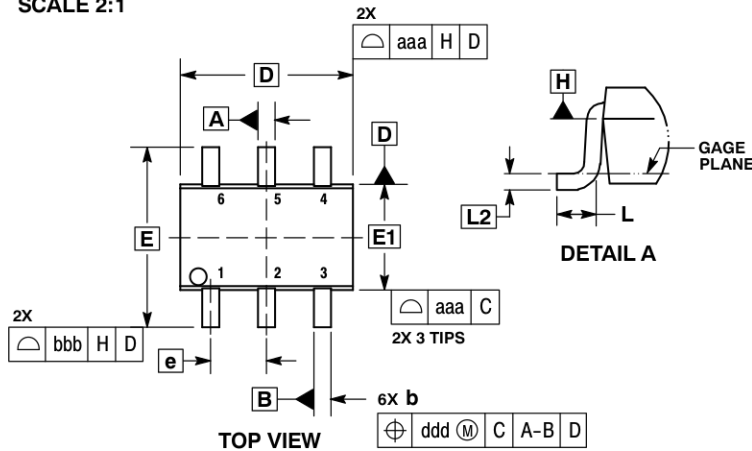 SCALE 2:1
2X
⌓ aaa H D
D
A
D
H
GAGE
PLANE
6 5 4
E
E1
L2
L
DETAIL A
1 2 3
⌓ aaa C
2X 3 TIPS
2X
⌓ bbb H D
e
B
6X b
⌖ ddd Ⓜ C A-B D
TOP VIEW